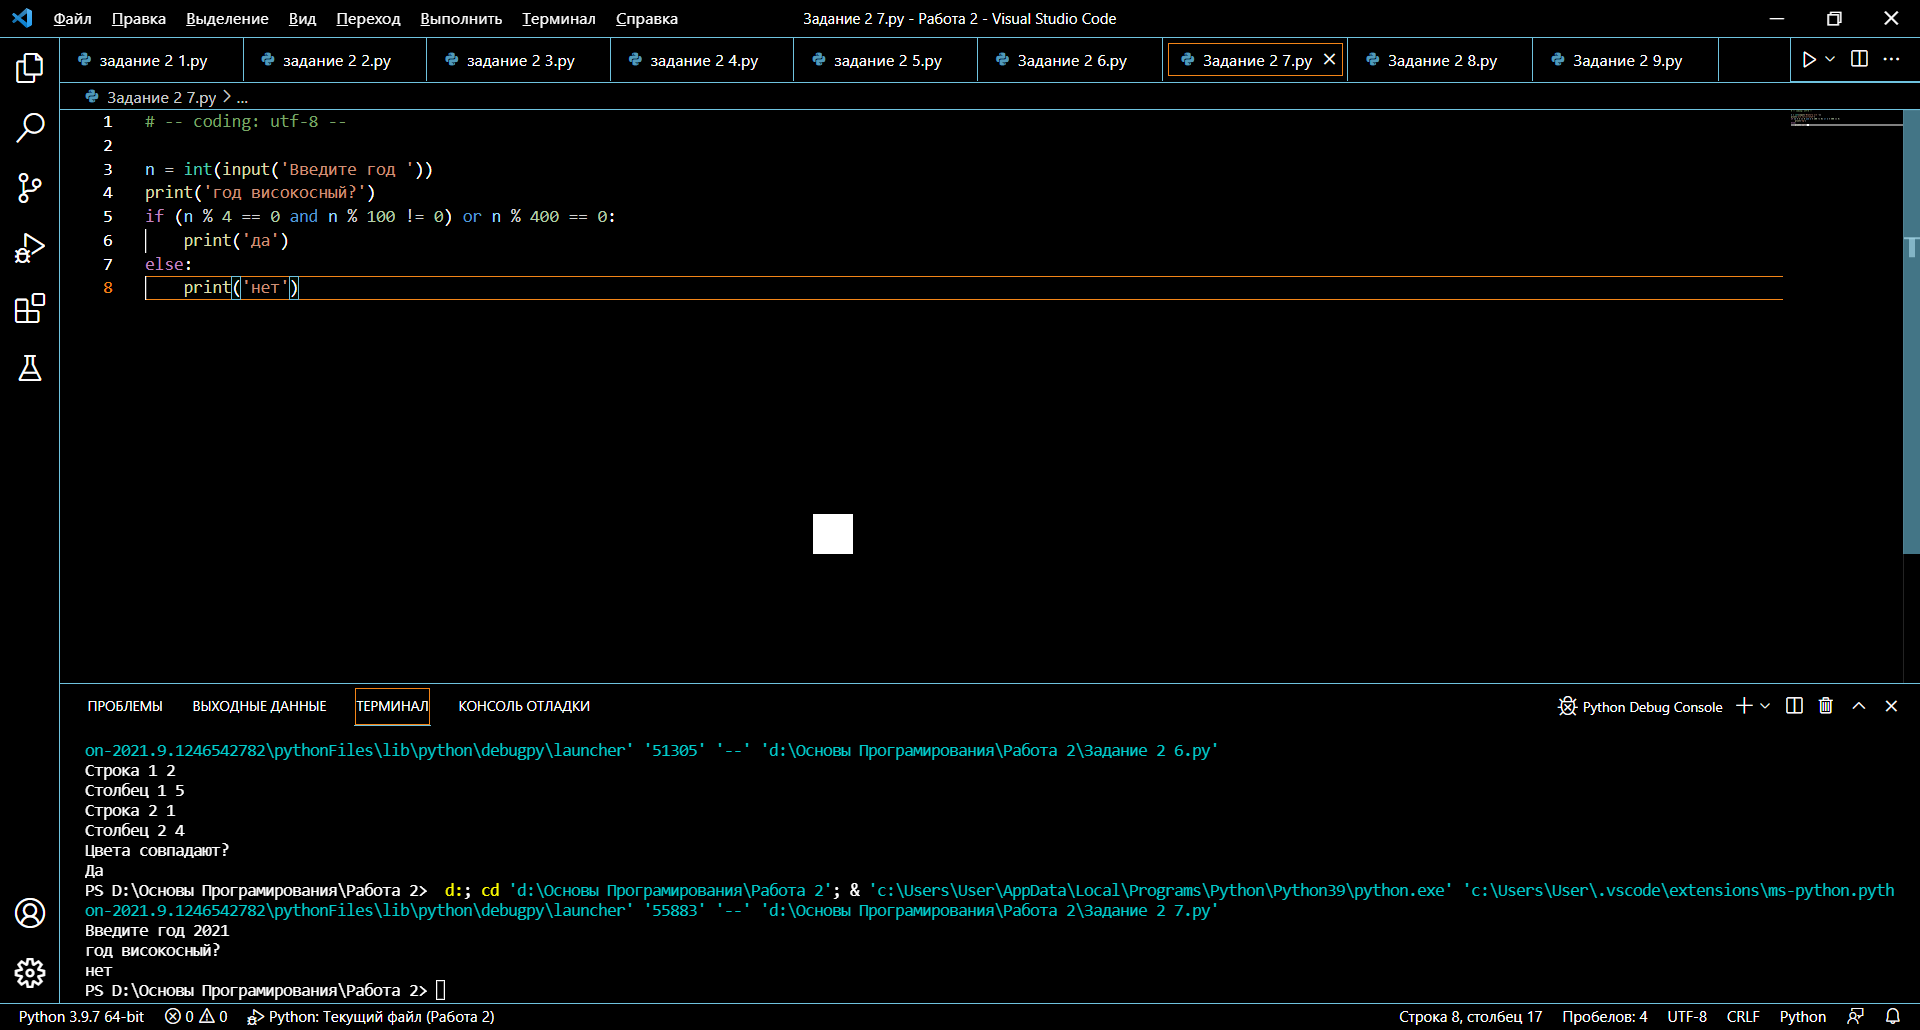 Файл Правка Выделение Вид Переход Выполнить Терминал Справка Задание 2 7.py - Работа 2 - Visual Studio Code
задание 2 1.py задание 2 2.py задание 2 3.py задание 2 4.py задание 2 5.py Задание 2 6.py Задание 2 7.py Задание 2 8.py Задание 2 9.py
Задание 2 7.py > ...
1 # -- coding: utf-8 --
2
3 n = int(input('Введите год '))
4 print('год високосный?')
5 if (n % 4 == 0 and n % 100 != 0) or n % 400 == 0:
6 print('да')
7 else:
8 print('нет')
ПРОБЛЕМЫ ВЫХОДНЫЕ ДАННЫЕ ТЕРМИНАЛ КОНСОЛЬ ОТЛАДКИ Python Debug Console
on-2021.9.1246542782\pythonFiles\lib\python\debugpy\launcher' '51305' '--' 'd:\Основы Програмирования\Работа 2\Задание 2 6.py'
Строка 1 2
Столбец 1 5
Строка 2 1
Столбец 2 4
Цвета совпадают?
Да
PS D:\Основы Програмирования\Работа 2> d:; cd 'd:\Основы Програмирования\Работа 2'; & 'c:\Users\User\AppData\Local\Programs\Python\Python39\python.exe' 'c:\Users\User\.vscode\extensions\ms-python.pyth
on-2021.9.1246542782\pythonFiles\lib\python\debugpy\launcher' '55883' '--' 'd:\Основы Програмирования\Работа 2\Задание 2 7.py'
Введите год 2021
год високосный?
нет
PS D:\Основы Програмирования\Работа 2>
Python 3.9.7 64-bit 0 0 Python: Текущий файл (Работа 2) Строка 8, столбец 17 Пробелов: 4 UTF-8 CRLF Python